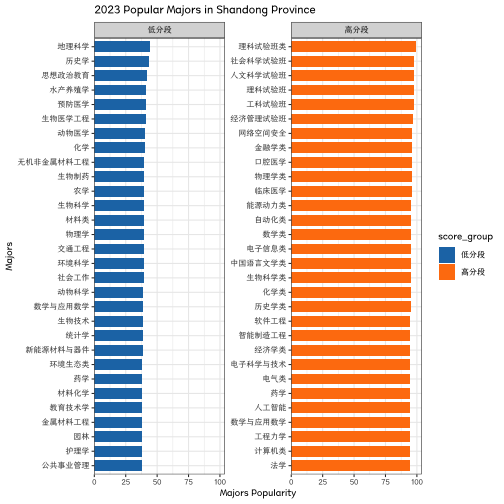 2023 Popular Majors in Shandong Province
低分段
地理科学
历史学
思想政治教育
水产养殖学
预防医学
生物医学工程
动物医学
化学
无机非金属材料工程
生物制药
农学
生物科学
材料类
物理学
交通工程
环境科学
社会工作
动物科学
数学与应用数学
生物技术
统计学
新能源材料与器件
环境生态类
药学
材料化学
教育技术学
金属材料工程
园林
护理学
公共事业管理
0 25 50 75 100
高分段
理科试验班类
社会科学试验班
人文科学试验班
理科试验班
工科试验班
经济管理试验班
网络空间安全
金融学类
口腔医学
物理学类
临床医学
能源动力类
自动化类
数学类
电子信息类
中国语言文学类
生物科学类
化学类
历史学类
软件工程
智能制造工程
经济学类
电子科学与技术
电气类
药学
人工智能
数学与应用数学
工程力学
计算机类
法学
0 25 50 75 100
Majors
Majors Popularity
score_group
低分段
高分段